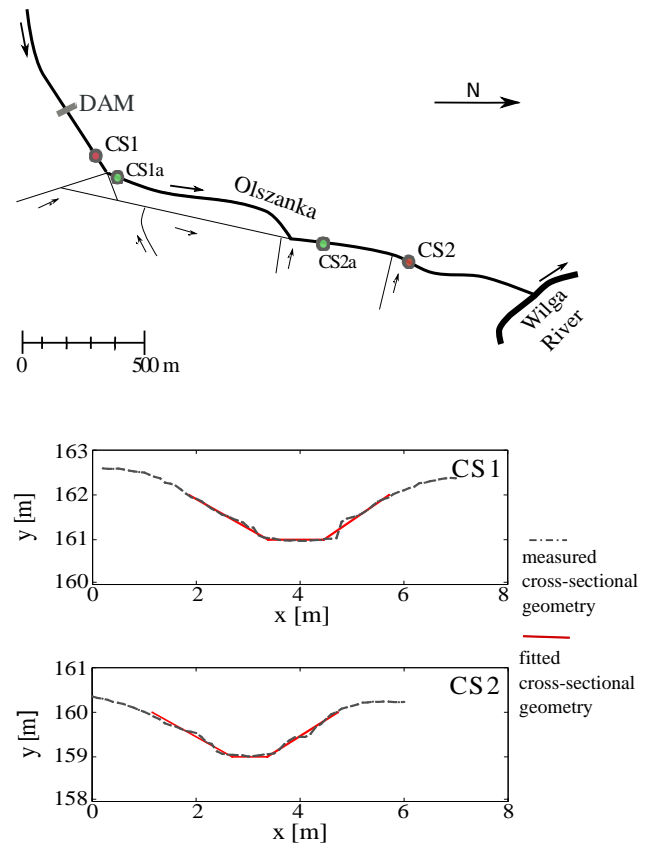 N
DAM
CS1
CS1a
Olszanka
CS2a
CS2
Wilga
River
0
500 m
163
162
161
160
y [m]
CS1
0
2
4
6
8
x [m]
measured
cross-sectional
geometry
fitted
cross-sectional
geometry
161
160
159
158
y [m]
CS2
0
2
4
6
8
x [m]